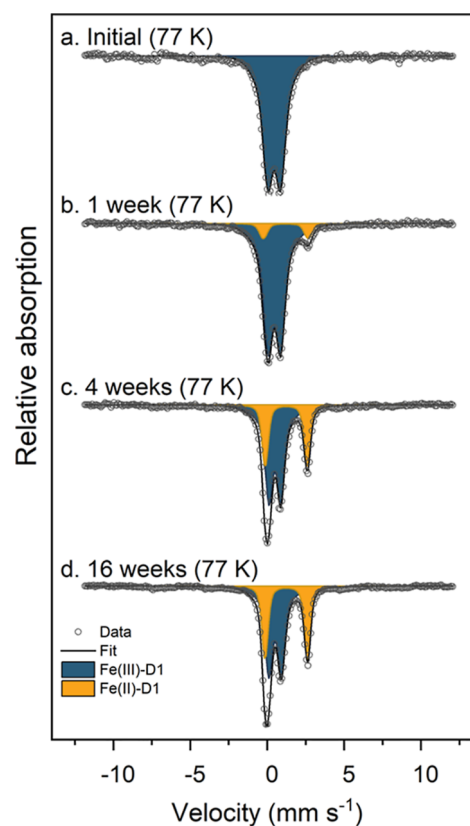 a. Initial (77 K)
b. 1 week (77 K)
c. 4 weeks (77 K)
d. 16 weeks (77 K)
Data
Fit
Fe(III)-D1
Fe(II)-D1
Relative absorption
-10 -5 0 5 10
Velocity (mm s⁻¹)